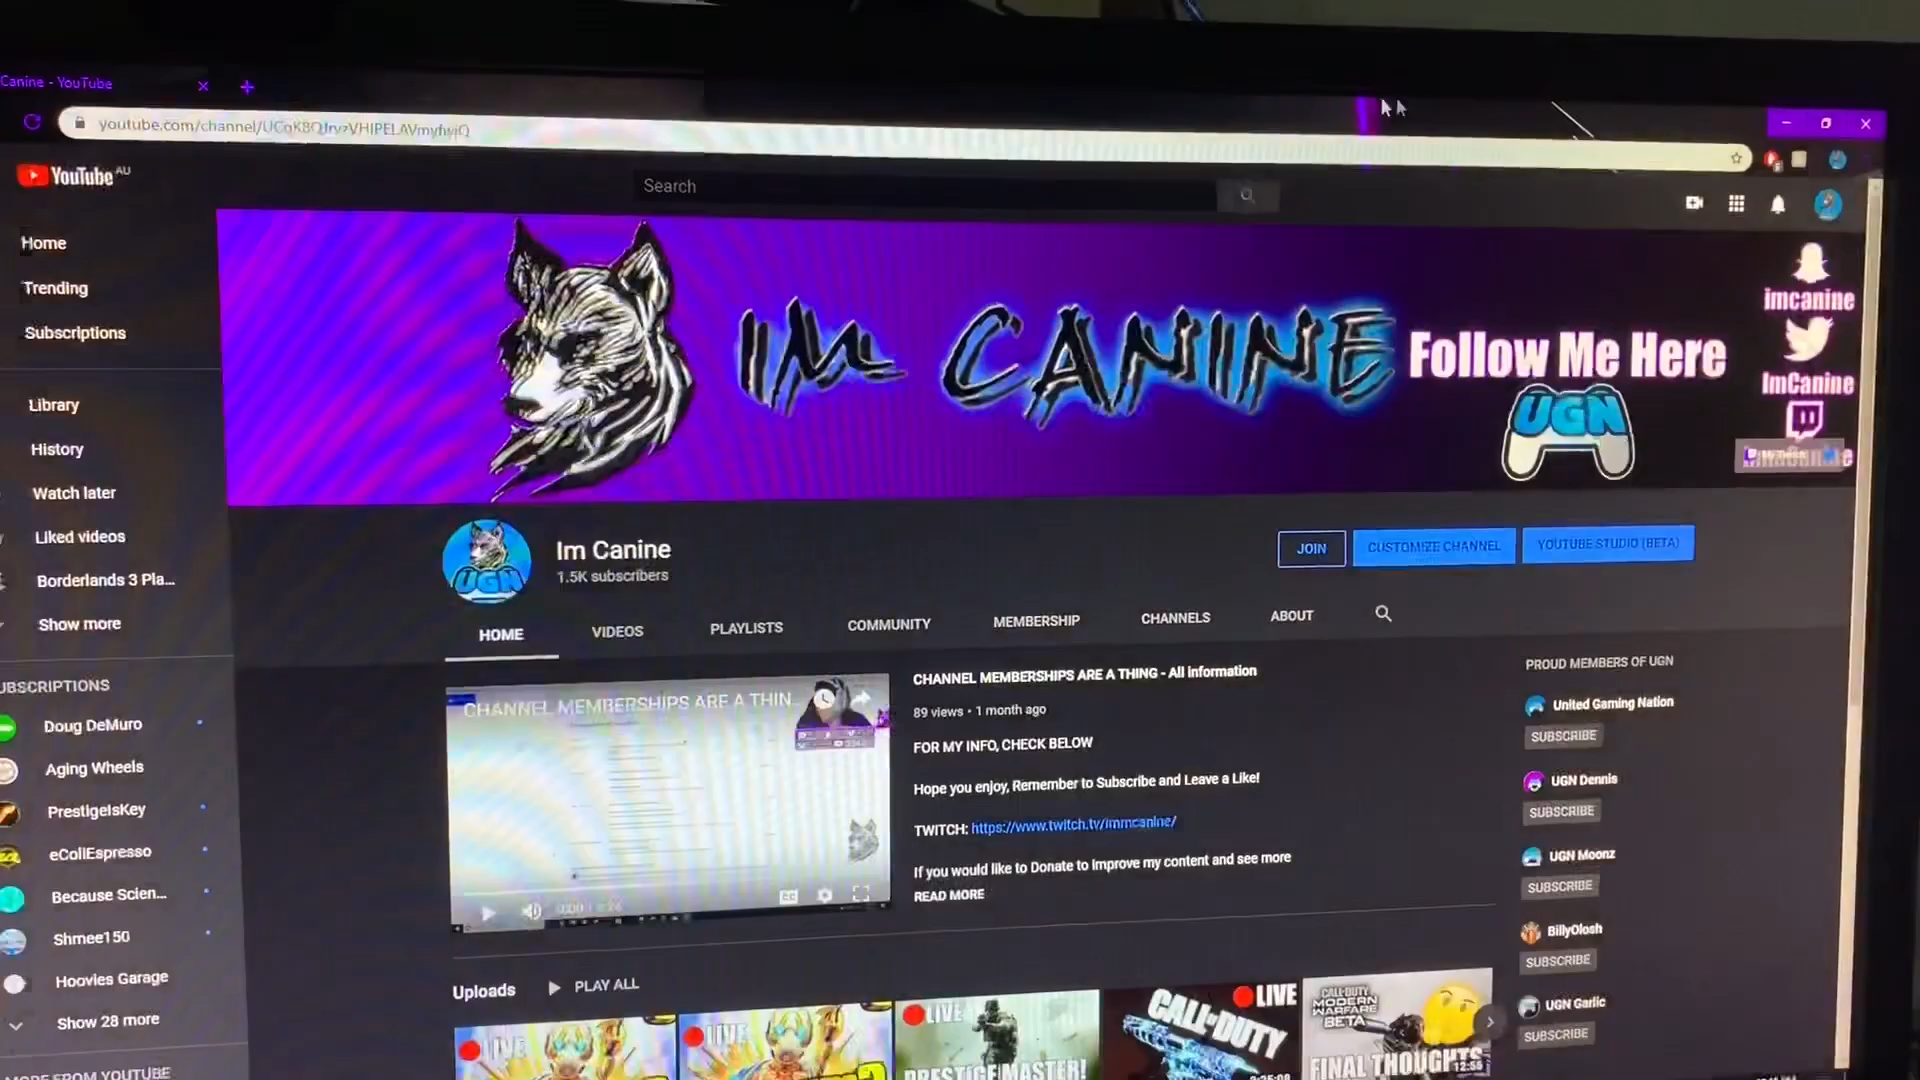 Canine - YouTube
YouTube AU
Search
Home
Trending
Subscriptions
Library
History
Watch later
Liked videos
Borderlands 3 Pla...
Show more
UBSCRIPTIONS
Doug DeMuro
Aging Wheels
PrestigeIsKey
eCollEspresso
Because Scien...
Shmee150
Hoovies Garage
Show 28 more
MORE FROM YOUTUBE
IM CANINE
Follow Me Here
UGN
imcanine
ImCanine
Im Canine
1.5K subscribers
UGN
JOIN
CUSTOMIZE CHANNEL
YOUTUBE STUDIO (BETA)
HOME
VIDEOS
PLAYLISTS
COMMUNITY
MEMBERSHIP
CHANNELS
ABOUT
CHANNEL MEMBERSHIPS ARE A THIN...
CHANNEL MEMBERSHIPS ARE A THING - All information
89 views • 1 month ago
FOR MY INFO, CHECK BELOW
Hope you enjoy, Remember to Subscribe and Leave a Like!
TWITCH: https://www.twitch.tv/immcanine/
If you would like to Donate to improve my content and see more
READ MORE
PROUD MEMBERS OF UGN
United Gaming Nation
SUBSCRIBE
UGN Dennis
SUBSCRIBE
UGN Moonz
SUBSCRIBE
BillyOlosh
SUBSCRIBE
UGN Garlic
SUBSCRIBE
Uploads
PLAY ALL
LIVE
LIVE
LIVE
PRESTIGE MASTER!
LIVE
CALL OF DUTY
CALL OF DUTY
MODERN
WARFARE
BETA
FINAL THOUGHTS
12:56